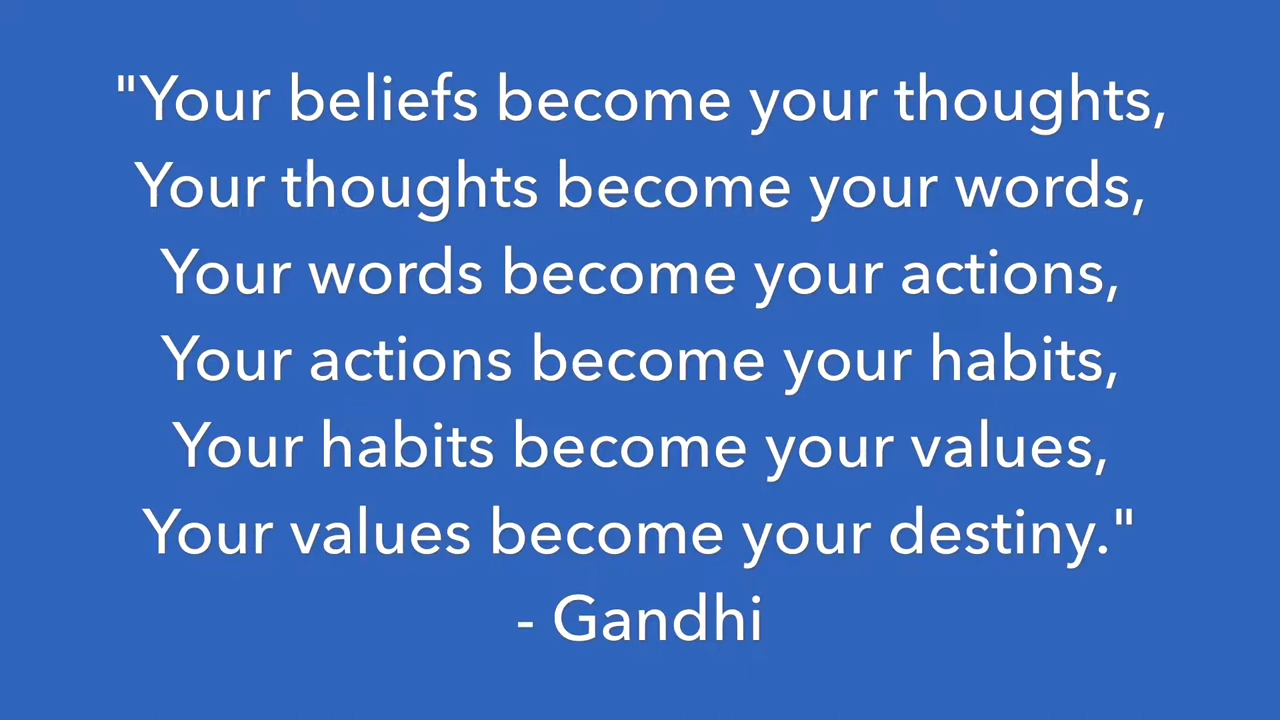 "Your beliefs become your thoughts,
Your thoughts become your words,
Your words become your actions,
Your actions become your habits,
Your habits become your values,
Your values become your destiny."
- Gandhi